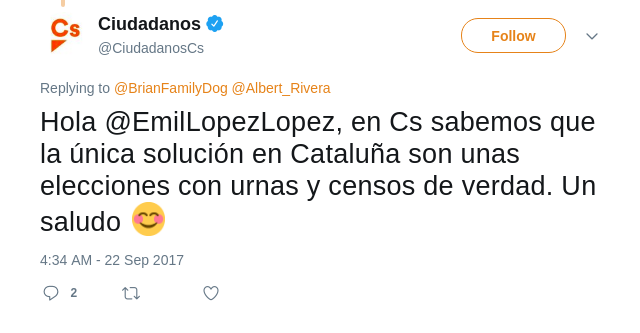 Cs
Ciudadanos
@CiudadanosCs
Follow
Replying to @BrianFamilyDog @Albert_Rivera
Hola @EmilLopezLopez, en Cs sabemos que
la única solución en Cataluña son unas
elecciones con urnas y censos de verdad. Un
saludo 😊
4:34 AM - 22 Sep 2017
2